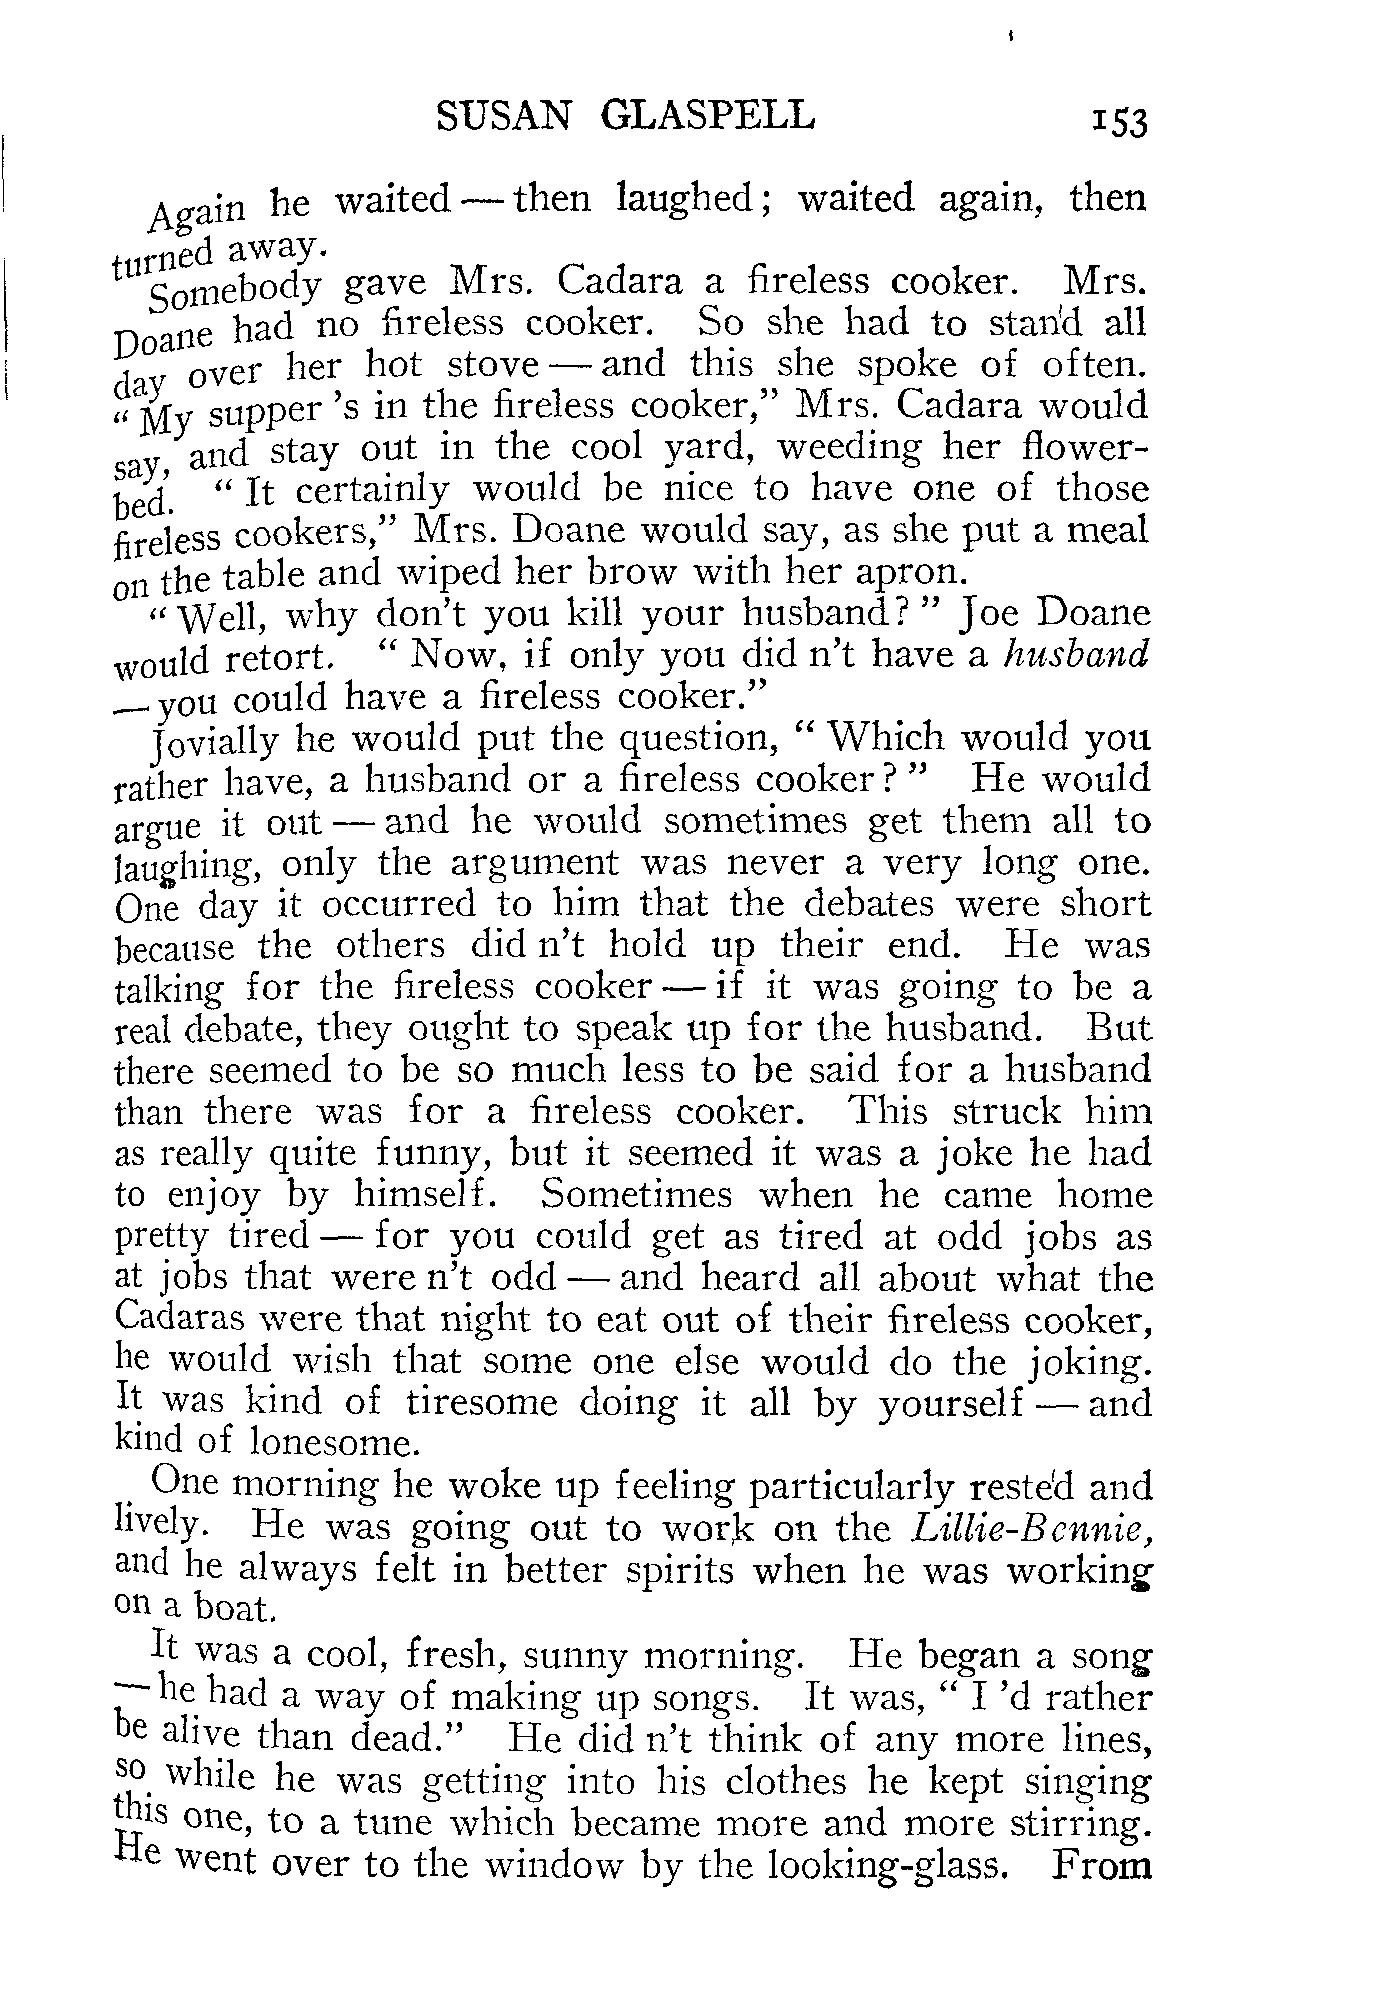 SUSAN GLASPELL 153
Again he waited — then laughed; waited again, then
turned away.
Somebody gave Mrs. Cadara a fireless cooker. Mrs.
Doane had no fireless cooker. So she had to stand all
day over her hot stove — and this she spoke of often.
“My supper 's in the fireless cooker,” Mrs. Cadara would
say, and stay out in the cool yard, weeding her flower-
bed. “It certainly would be nice to have one of those
fireless cookers,” Mrs. Doane would say, as she put a meal
on the table and wiped her brow with her apron.
“Well, why don't you kill your husband?” Joe Doane
would retort. “Now, if only you did n't have a husband
— you could have a fireless cooker.”
Jovially he would put the question, “Which would you
rather have, a husband or a fireless cooker?” He would
argue it out — and he would sometimes get them all to
laughing, only the argument was never a very long one.
One day it occurred to him that the debates were short
because the others did n't hold up their end. He was
talking for the fireless cooker — if it was going to be a
real debate, they ought to speak up for the husband. But
there seemed to be so much less to be said for a husband
than there was for a fireless cooker. This struck him
as really quite funny, but it seemed it was a joke he had
to enjoy by himself. Sometimes when he came home
pretty tired — for you could get as tired at odd jobs as
at jobs that were n't odd — and heard all about what the
Cadaras were that night to eat out of their fireless cooker,
he would wish that some one else would do the joking.
It was kind of tiresome doing it all by yourself — and
kind of lonesome.
One morning he woke up feeling particularly rested and
lively. He was going out to work on the Lillie-Bennie,
and he always felt in better spirits when he was working
on a boat.
It was a cool, fresh, sunny morning. He began a song
— he had a way of making up songs. It was, “I 'd rather
be alive than dead.” He did n't think of any more lines,
so while he was getting into his clothes he kept singing
this one, to a tune which became more and more stirring.
He went over to the window by the looking-glass. From